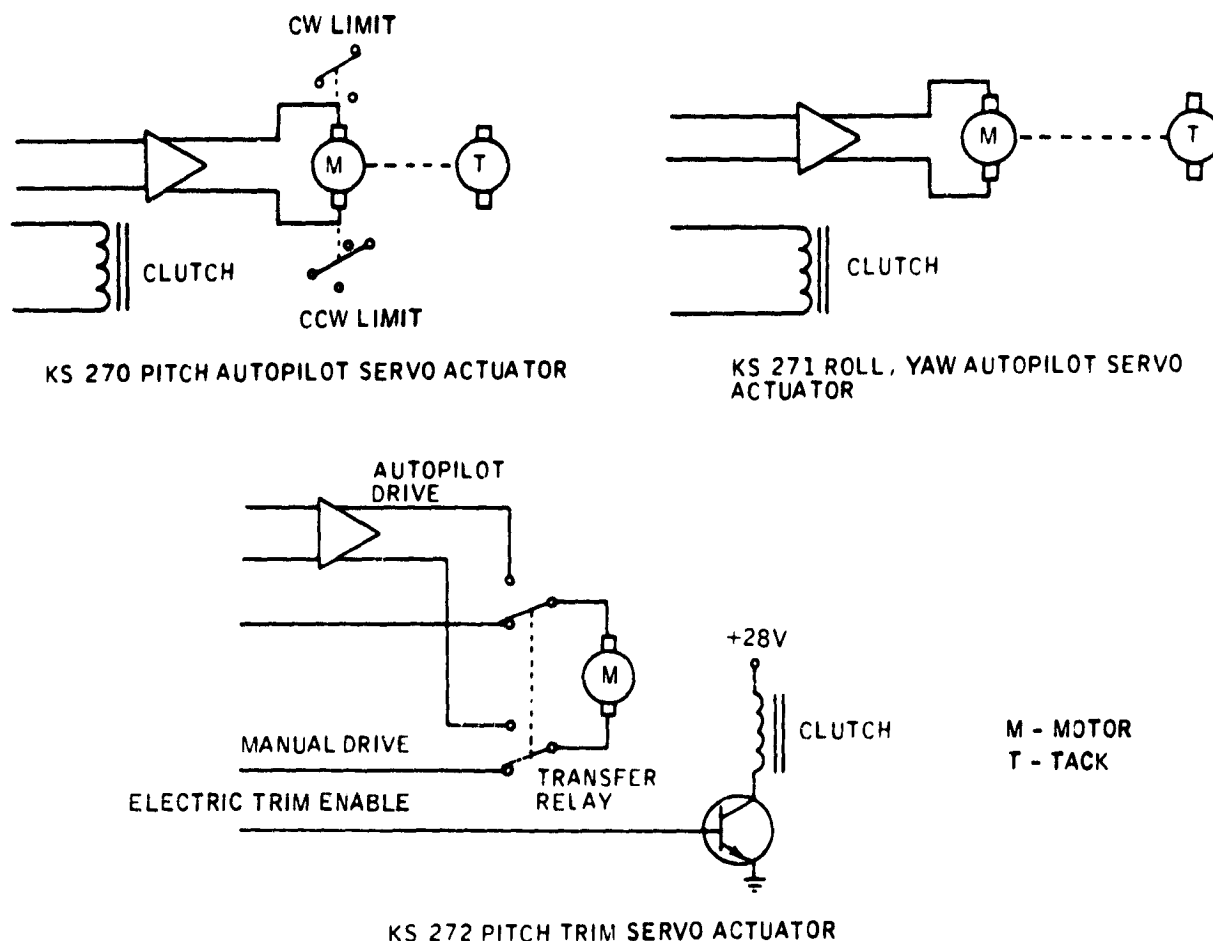 CW LIMIT
M
T
CLUTCH
CCW LIMIT
KS 270 PITCH AUTOPILOT SERVO ACTUATOR
M
T
CLUTCH
KS 271 ROLL, YAW AUTOPILOT SERVO
ACTUATOR
AUTOPILOT
DRIVE
M
+28V
CLUTCH
MANUAL DRIVE
TRANSFER
RELAY
ELECTRIC TRIM ENABLE
M - MOTOR
T - TACK
KS 272 PITCH TRIM SERVO ACTUATOR